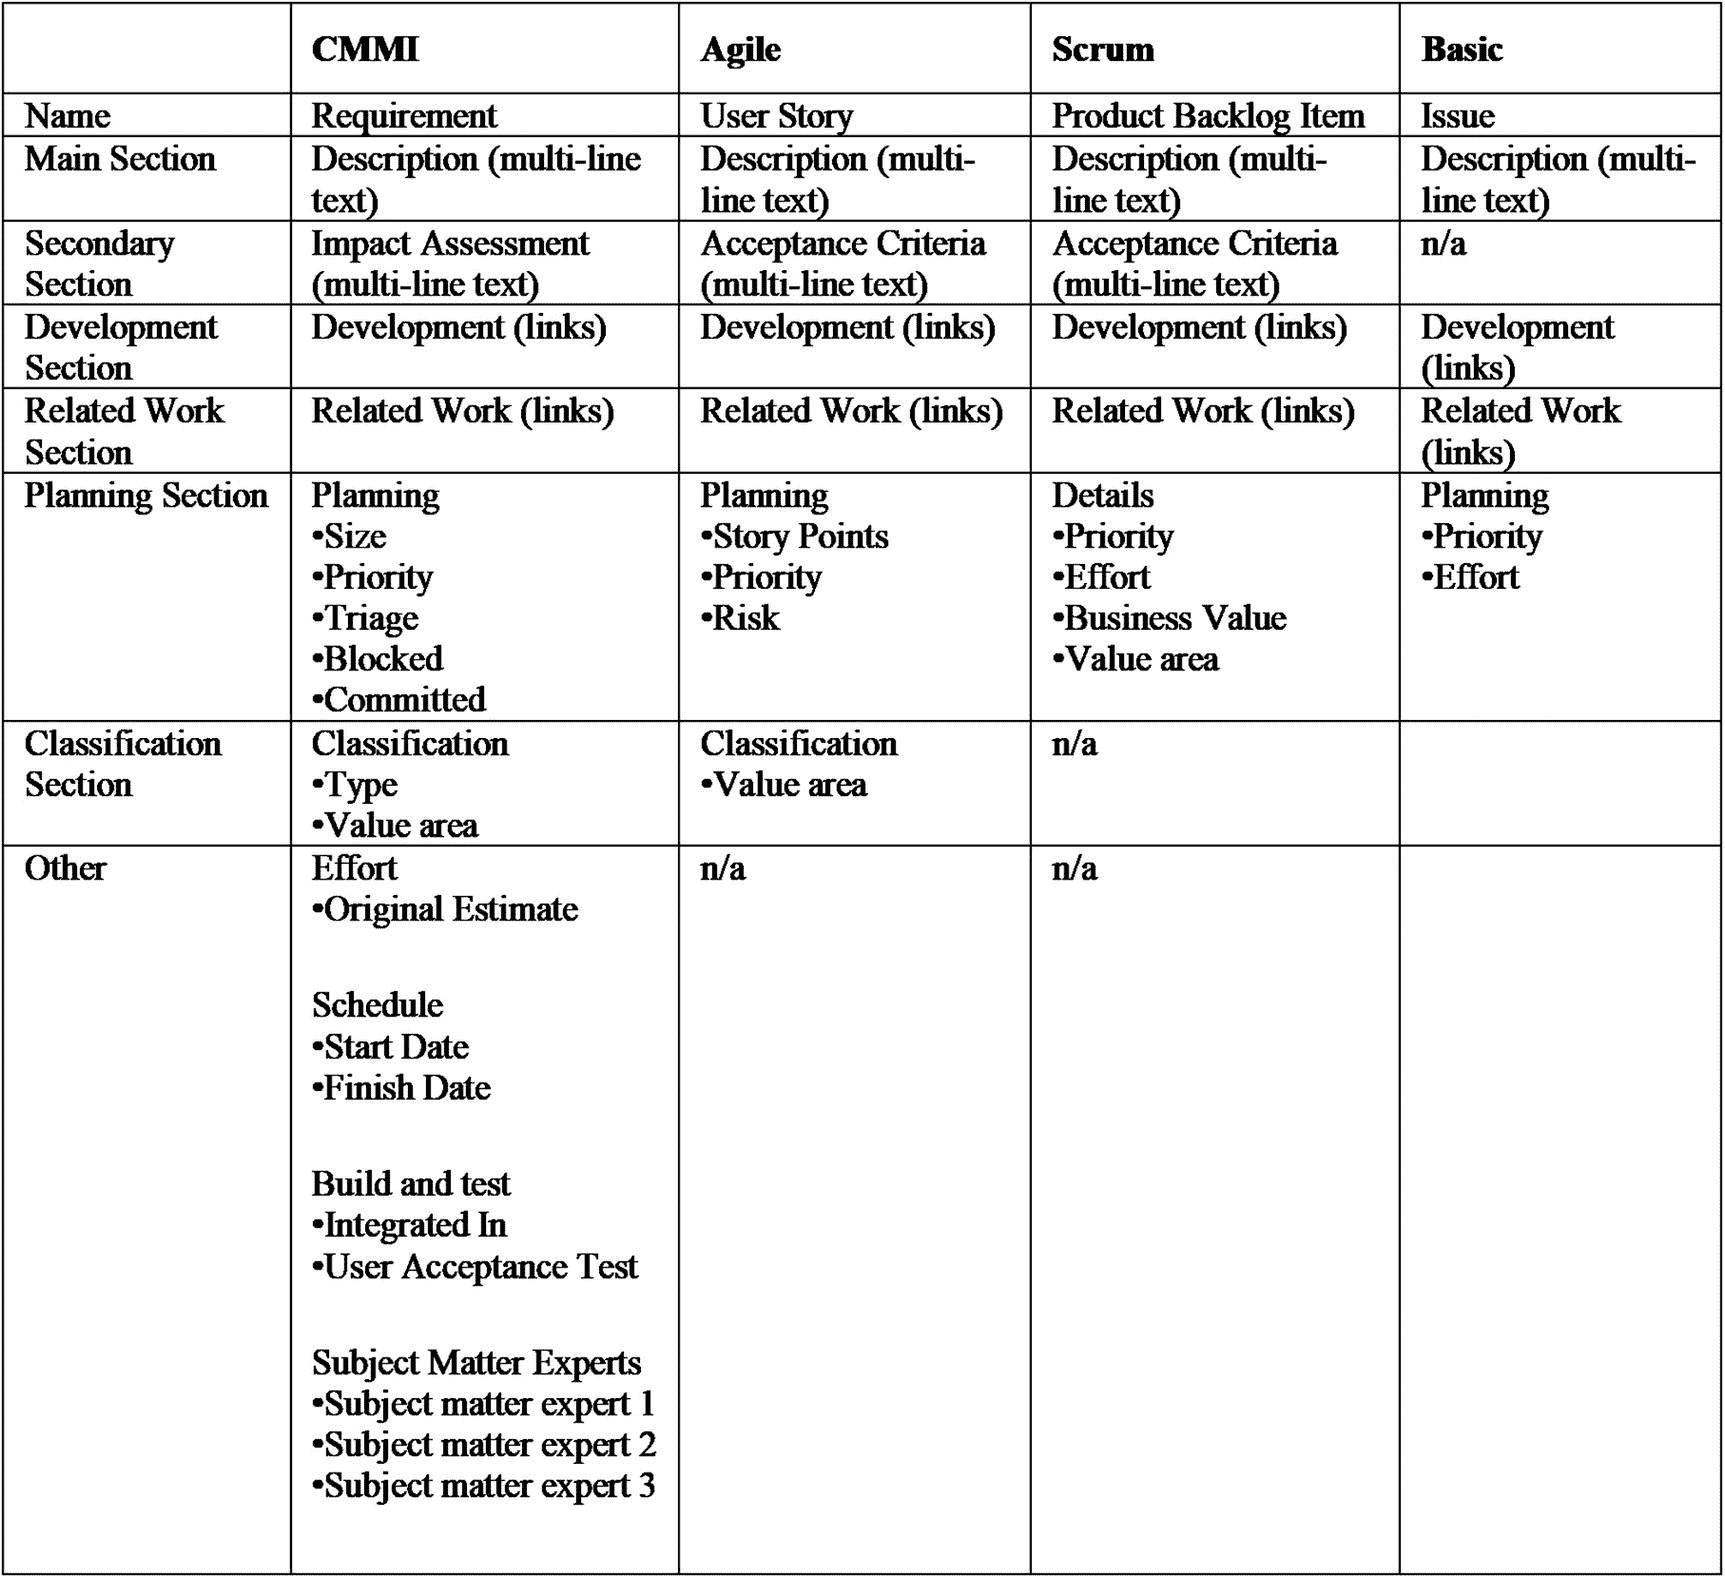 CMMI Agile Scrum Basic
Name Requirement User Story Product Backlog Item Issue
Main Section Description (multi-line Description (multi- Description (multi- Description (multi-
text) line text) line text) line text)
Secondary Impact Assessment Acceptance Criteria Acceptance Criteria n/a
Section (multi-line text) (multi-line text) (multi-line text)
Development Development (links) Development (links) Development (links) Development
Section (links)
Related Work Related Work (links) Related Work (links) Related Work (links) Related Work
Section (links)
Planning Section Planning Planning Details Planning
•Size •Story Points •Priority •Priority
•Priority •Priority •Effort •Effort
•Triage •Risk •Business Value
•Blocked •Value area
•Committed
Classification Classification Classification n/a
Section •Type •Value area
•Value area
Other Effort n/a n/a
•Original Estimate
Schedule
•Start Date
•Finish Date
Build and test
•Integrated In
•User Acceptance Test
Subject Matter Experts
•Subject matter expert 1
•Subject matter expert 2
•Subject matter expert 3